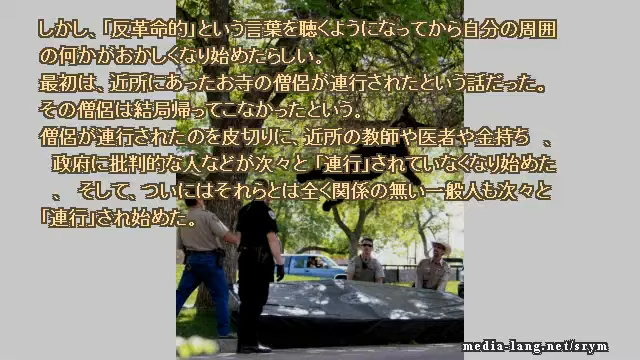 しかし、「反革命的」という言葉を聴くようになってから自分の周囲
の何かがおかしくなり始めたらしい。
最初は、近所にあったお寺の僧侶が連行されたという話だった。
その僧侶は結局帰ってこなかったという。
僧侶が連行されたのを皮切りに、近所の教師や医者や金持ち 、
政府に批判的な人などが次々と 「連行」されていなくなり始めた
、 そして、ついにはそれらとは全く関係の無い一般人も次々と
「連行」され始めた。
media-lang.net/srym